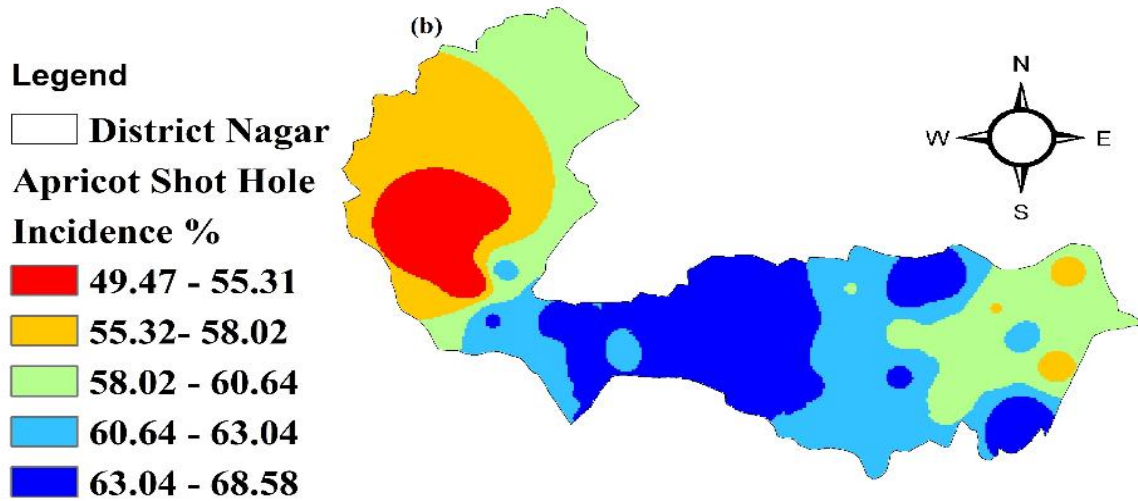 (b)
Legend
District Nagar
Apricot Shot Hole
Incidence %
49.47 - 55.31
55.32- 58.02
58.02 - 60.64
60.64 - 63.04
63.04 - 68.58
N
W E
S